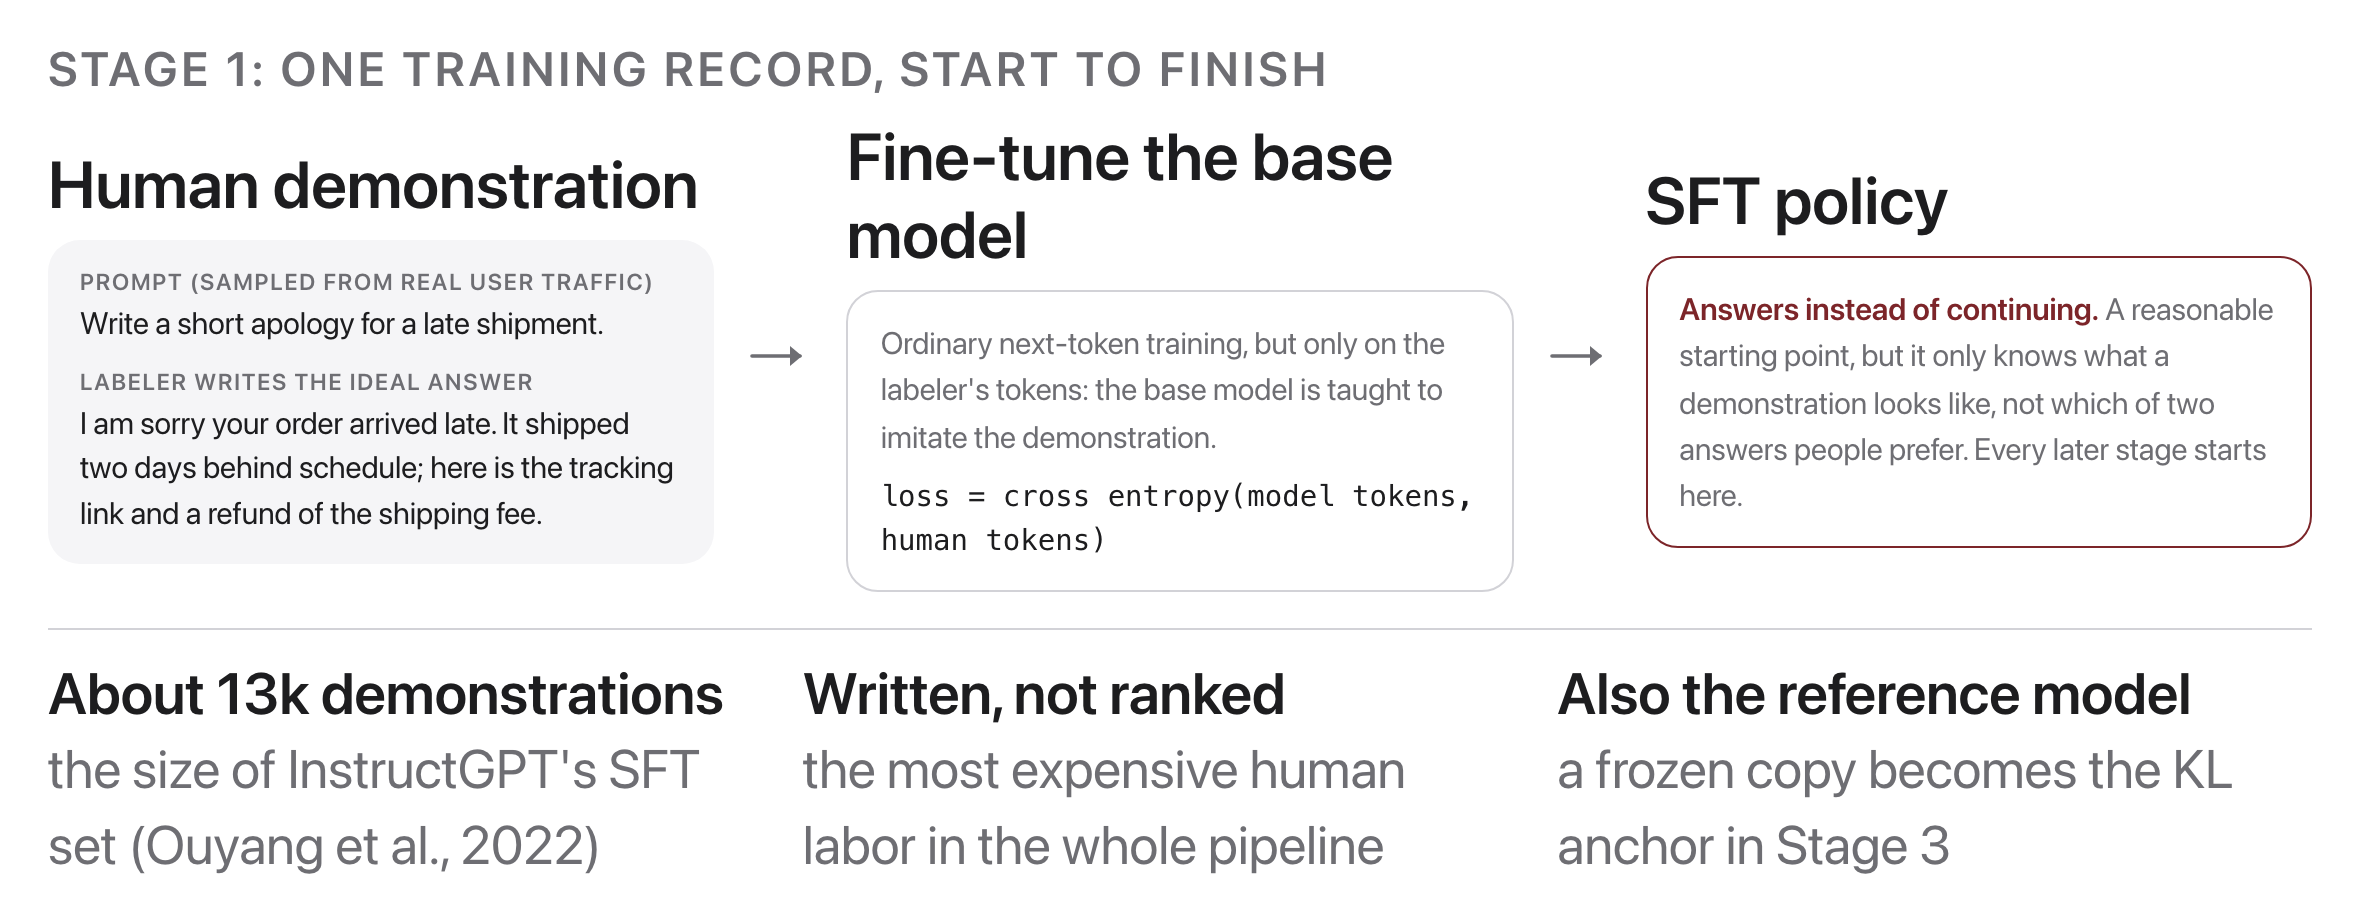 STAGE 1: ONE TRAINING RECORD, START TO FINISH
Human demonstration
PROMPT (SAMPLED FROM REAL USER TRAFFIC)
Write a short apology for a late shipment.
LABELER WRITES THE IDEAL ANSWER
I am sorry your order arrived late. It shipped
two days behind schedule; here is the tracking
link and a refund of the shipping fee.
Fine-tune the base
model
Ordinary next-token training, but only on the
labeler's tokens: the base model is taught to
imitate the demonstration.
loss = cross entropy(model tokens,
human tokens)
SFT policy
Answers instead of continuing. A reasonable
starting point, but it only knows what a
demonstration looks like, not which of two
answers people prefer. Every later stage starts
here.
About 13k demonstrations
the size of InstructGPT's SFT
set (Ouyang et al., 2022)
Written, not ranked
the most expensive human
labor in the whole pipeline
Also the reference model
a frozen copy becomes the KL
anchor in Stage 3